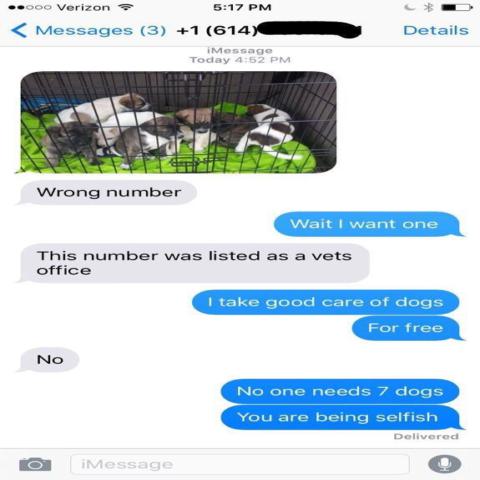 Verizon 5:17 PM
Messages (3) +1 (614) Details
iMessage
Today 4:52 PM
Wrong number
Wait I want one
This number was listed as a vets
office
I take good care of dogs
For free
No
No one needs 7 dogs
You are being selfish
Delivered
iMessage